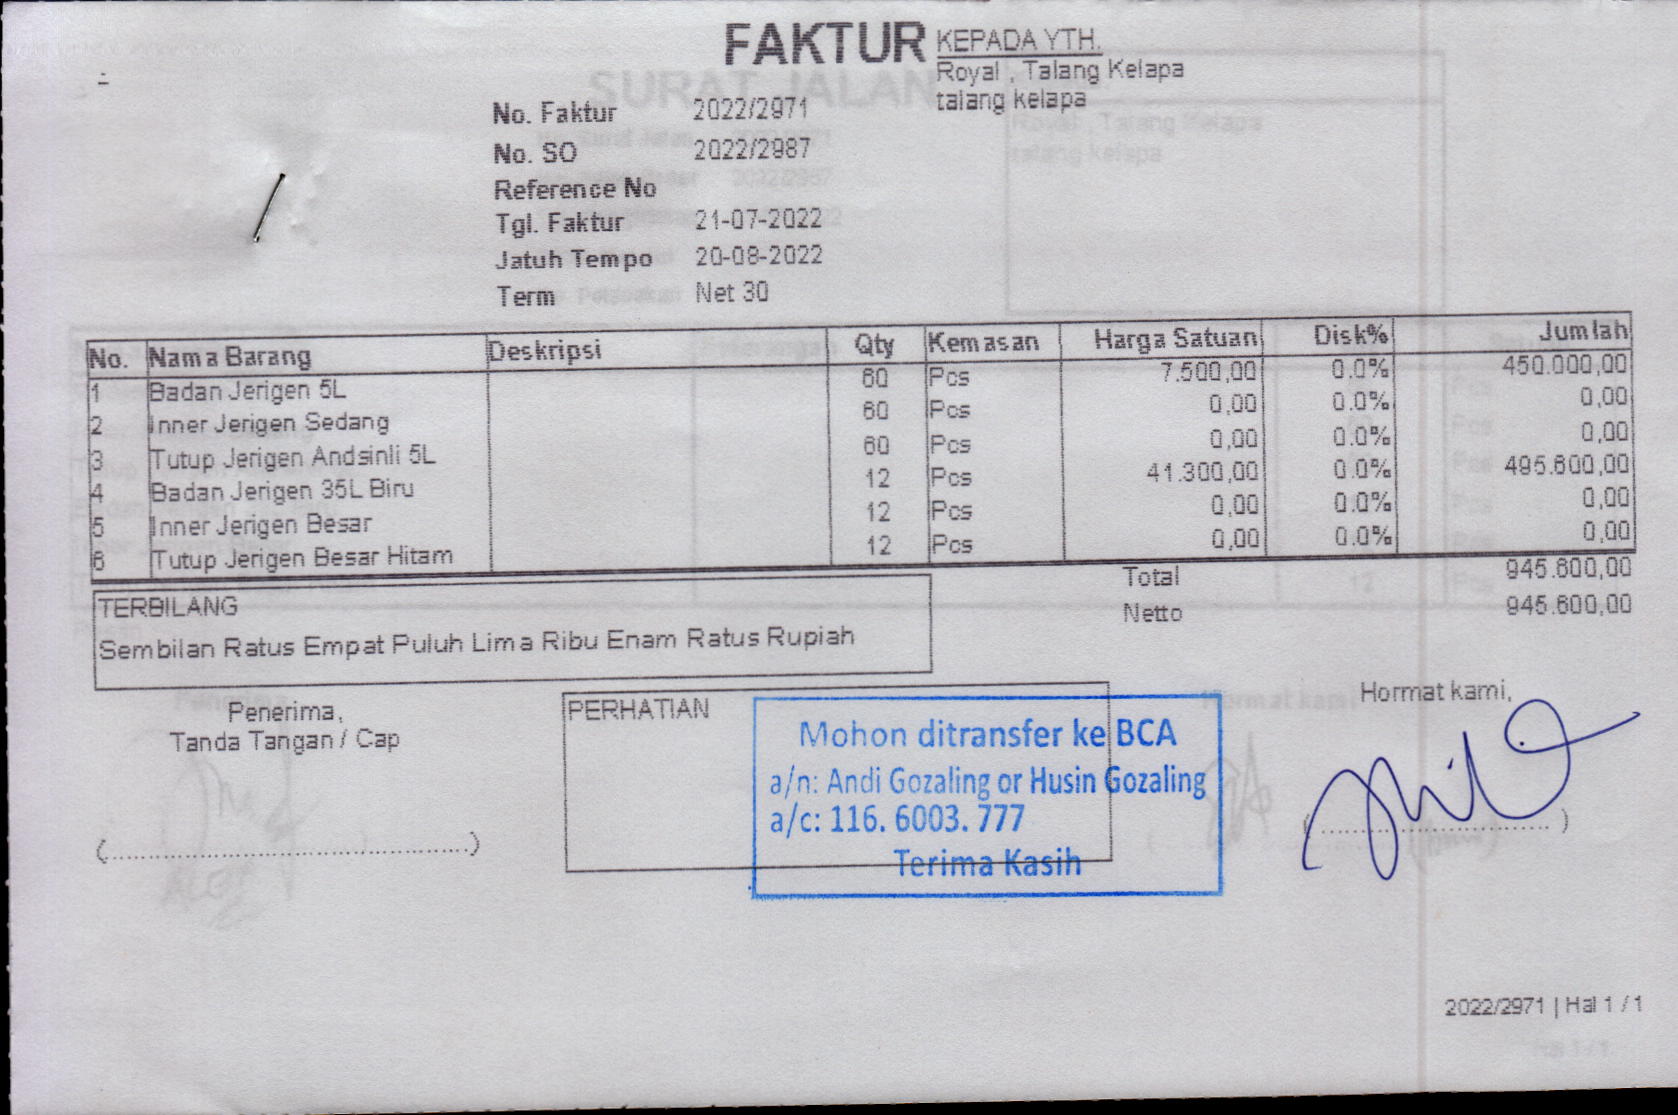 FAKTUR
KEPADA YTH.
Royal , Talang Kelapa
talang kelapa
No. Faktur 2022/2971
No. SO 2022/2987
Reference No
Tgl. Faktur 21-07-2022
Jatuh Tempo 20-08-2022
Term Net 30
No. Nama Barang Deskripsi Qty Kemasan Harga Satuan Disk% Jumlah
1 Badan Jerigen 5L 60 Pcs 7.500,00 0.0% 450.000,00
2 Inner Jerigen Sedang 60 Pcs 0,00 0.0% 0,00
3 Tutup Jerigen Andsinli 5L 60 Pcs 0,00 0.0% 0,00
4 Badan Jerigen 35L Biru 12 Pcs 41.300,00 0.0% 495.600,00
5 Inner Jerigen Besar 12 Pcs 0,00 0.0% 0,00
6 Tutup Jerigen Besar Hitam 12 Pcs 0,00 0.0% 0,00
Total 945.600,00
Netto 945.600,00
TERBILANG
Sembilan Ratus Empat Puluh Lima Ribu Enam Ratus Rupiah
Penerima,
Tanda Tangan / Cap
PERHATIAN
Mohon ditransfer ke BCA
a/n: Andi Gozaling or Husin Gozaling
a/c: 116. 6003. 777
Terima Kasih
Hormat kami,
2022/2971 | Hal 1 / 1